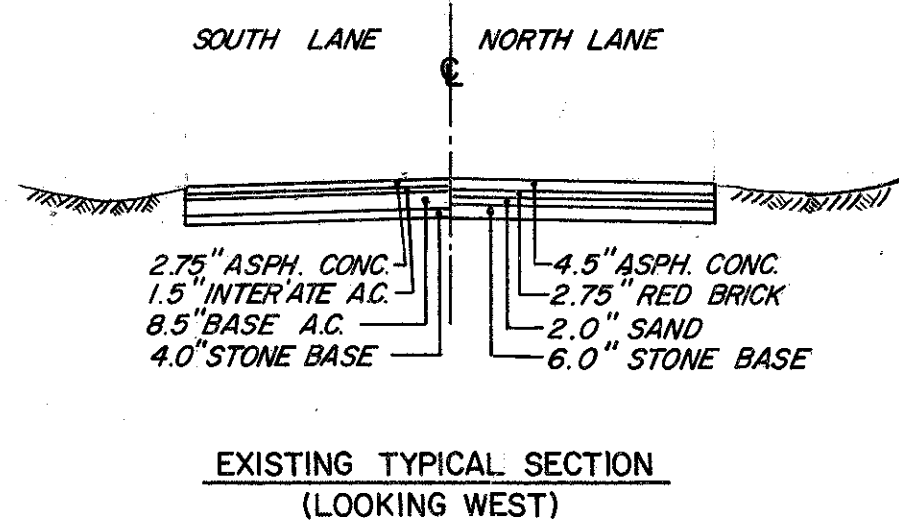 SOUTH LANE
NORTH LANE
℄
2.75" ASPH. CONC.
1.5" INTER'ATE A.C.
8.5" BASE A.C.
4.0" STONE BASE
4.5" ASPH. CONC.
2.75" RED BRICK
2.0" SAND
6.0" STONE BASE
EXISTING TYPICAL SECTION
(LOOKING WEST)